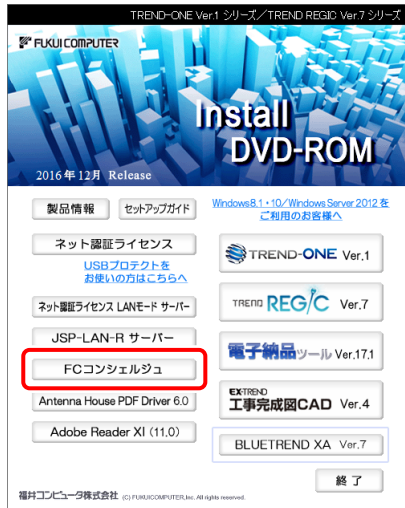 TREND-ONE Ver.1 シリーズ／TREND REGIC Ver.7 シリーズ
FUKUI COMPUTER
Install
DVD-ROM
2016年12月 Release
製品情報
セットアップガイド
Windows8.1・10／Windows Server 2012 を
ご利用のお客様へ
ネット認証ライセンス
USBプロテクトを
お使いの方はこちらへ
ネット認証ライセンス LANモード サーバー
JSP-LAN-R サーバー
FCコンシェルジュ
Antenna House PDF Driver 6.0
Adobe Reader XI (11.0)
TREND-ONE Ver.1
TREND REGIC Ver.7
電子納品ツール Ver.17.1
EX-TREND
工事完成図CAD Ver.4
BLUETREND XA Ver.7
終了
福井コンピュータ株式会社 (C) FUKUICOMPUTER,Inc. All rights reserved.